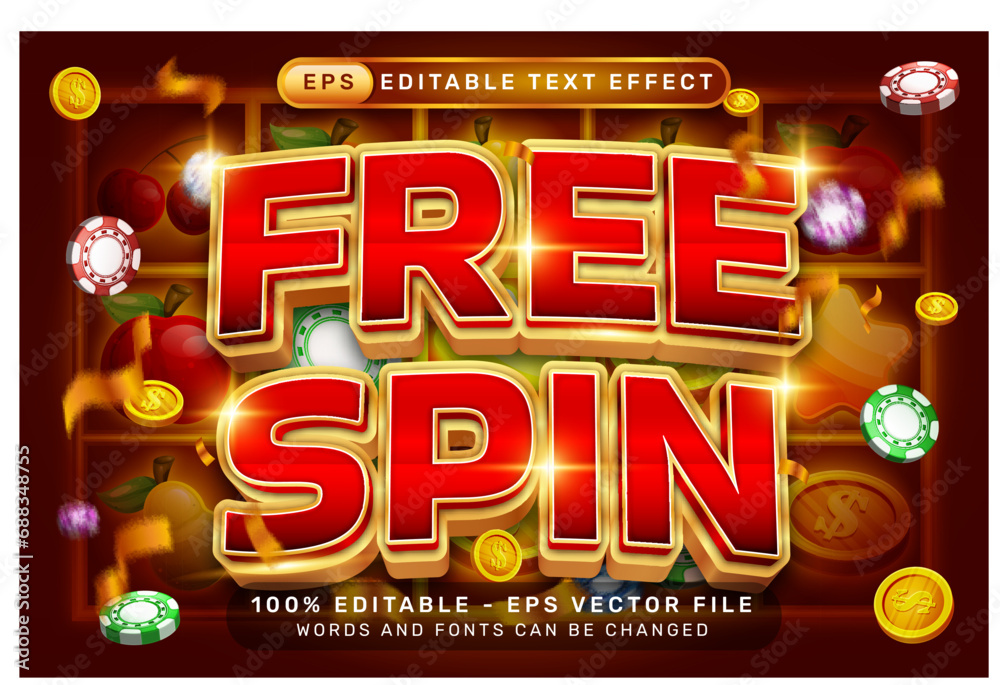 EPS EDITABLE TEXT EFFECT
FREE
SPIN
100% EDITABLE - EPS VECTOR FILE
WORDS AND FONTS CAN BE CHANGED
Adobe Stock | #688348755